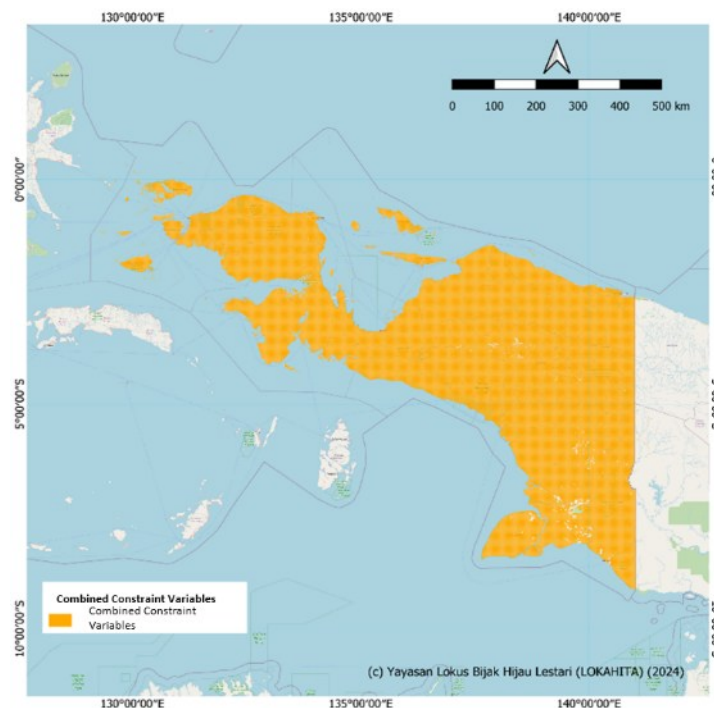 130°00′00″E 135°00′00″E 140°00′00″E
0 100 200 300 400 500 km
0°00′00″
5°00′00″S
10°00′00″S
Combined Constraint Variables
Combined Constraint
Variables
(c) Yayasan Lokus Bijak Hijau Lestari (LOKAHITA) (2024)
130°00′00″E 135°00′00″E 140°00′00″E